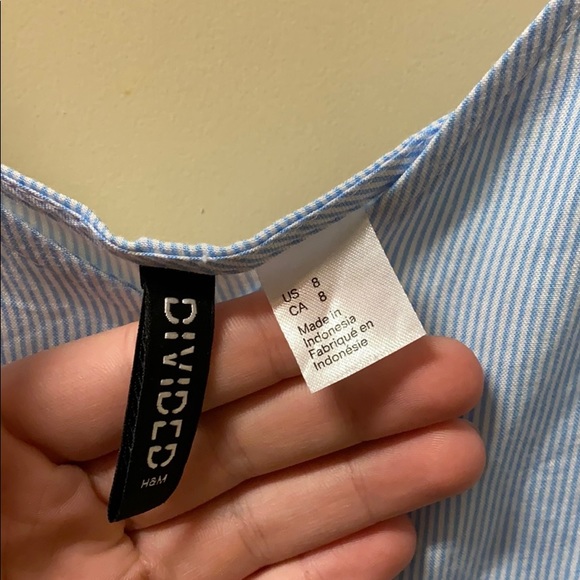 DIVIDED
H&M
US 8
CA 8
Made in
Indonesia
Fabriqué en
Indonésie